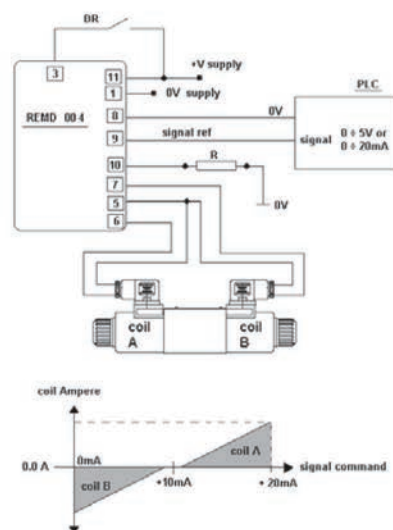 DR
3
11
+V supply
1
0V supply
PLC
REMD 004
8
0V
9
signal ref
signal
0 ÷ 5V or
0 ÷ 20mA
10
R
7
0V
5
6
coil
A
coil
B
coil Ampere
0.0 A
0mA
coil A
signal command
coil B
+10mA
+ 20mA